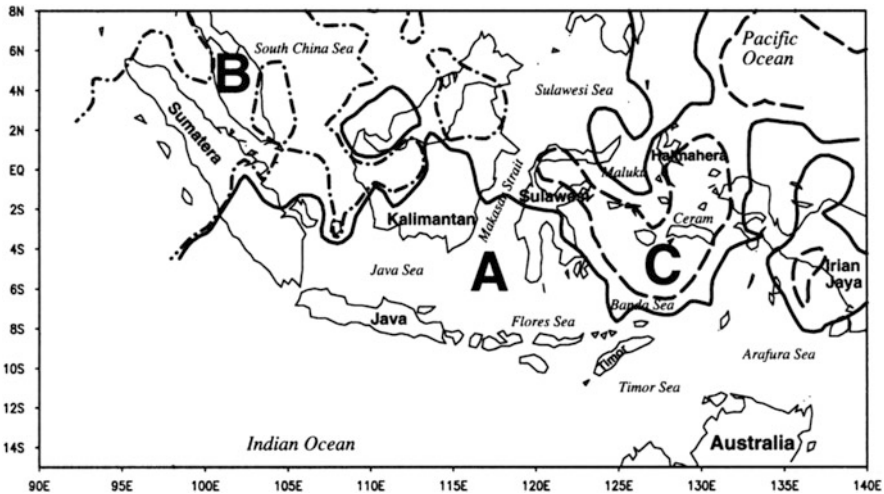 8N
6N
4N
2N
EQ
2S
4S
6S
8S
10S
12S
14S
South China Sea
Pacific
Ocean
B
Sulawesi Sea
Sumatera
Halmahera
Maluku
Makasar Strait
Sulawesi
Kalimantan
Ceram
A
C
Java Sea
Irian
Jaya
Banda Sea
Java
Flores Sea
Timor
Arafura Sea
Timor Sea
Indian Ocean
Australia
90E 95E 100E 105E 110E 115E 120E 125E 130E 135E 140E